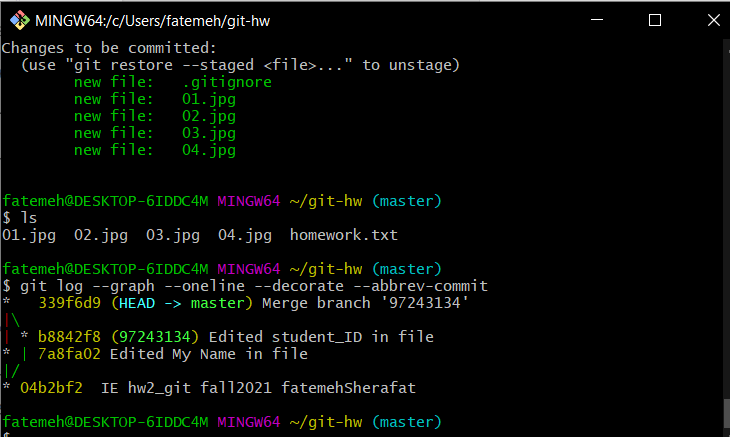 MINGW64:/c/Users/fatemeh/git-hw
Changes to be committed:
  (use "git restore --staged <file>..." to unstage)
        new file:   .gitignore
        new file:   01.jpg
        new file:   02.jpg
        new file:   03.jpg
        new file:   04.jpg
fatemeh@DESKTOP-6IDDC4M MINGW64 ~/git-hw (master)
$ ls
01.jpg  02.jpg  03.jpg  04.jpg  homework.txt
fatemeh@DESKTOP-6IDDC4M MINGW64 ~/git-hw (master)
$ git log --graph --oneline --decorate --abbrev-commit
*   339f6d9 (HEAD -> master) Merge branch '97243134'
|\
| * b8842f8 (97243134) Edited student_ID in file
* | 7a8fa02 Edited My Name in file
|/
* 04b2bf2  IE hw2_git fall2021 fatemehSherafat
fatemeh@DESKTOP-6IDDC4M MINGW64 ~/git-hw (master)
$